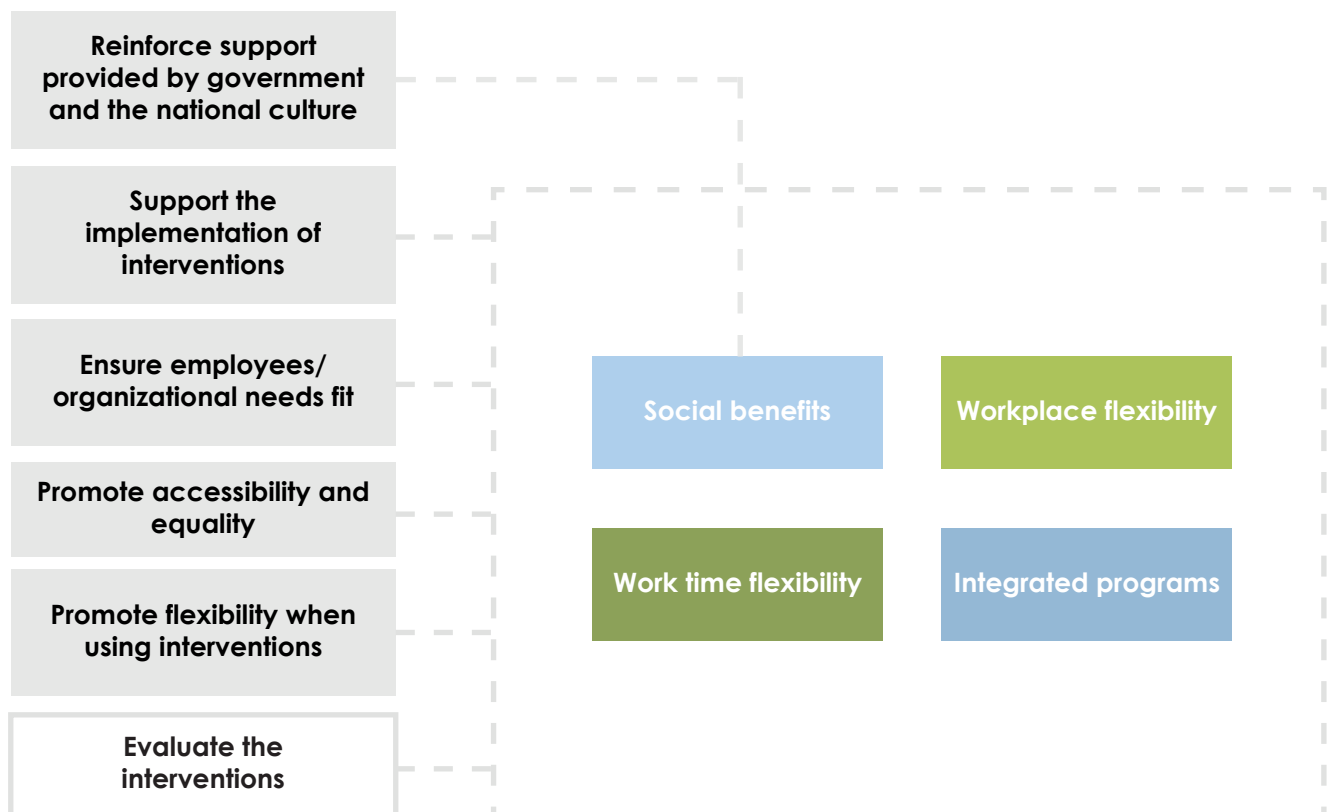 Reinforce support
provided by government
and the national culture
Support the
implementation of
interventions
Ensure employees/
organizational needs fit
Promote accessibility and
equality
Promote flexibility when
using interventions
Evaluate the
interventions
Social benefits
Workplace flexibility
Work time flexibility
Integrated programs